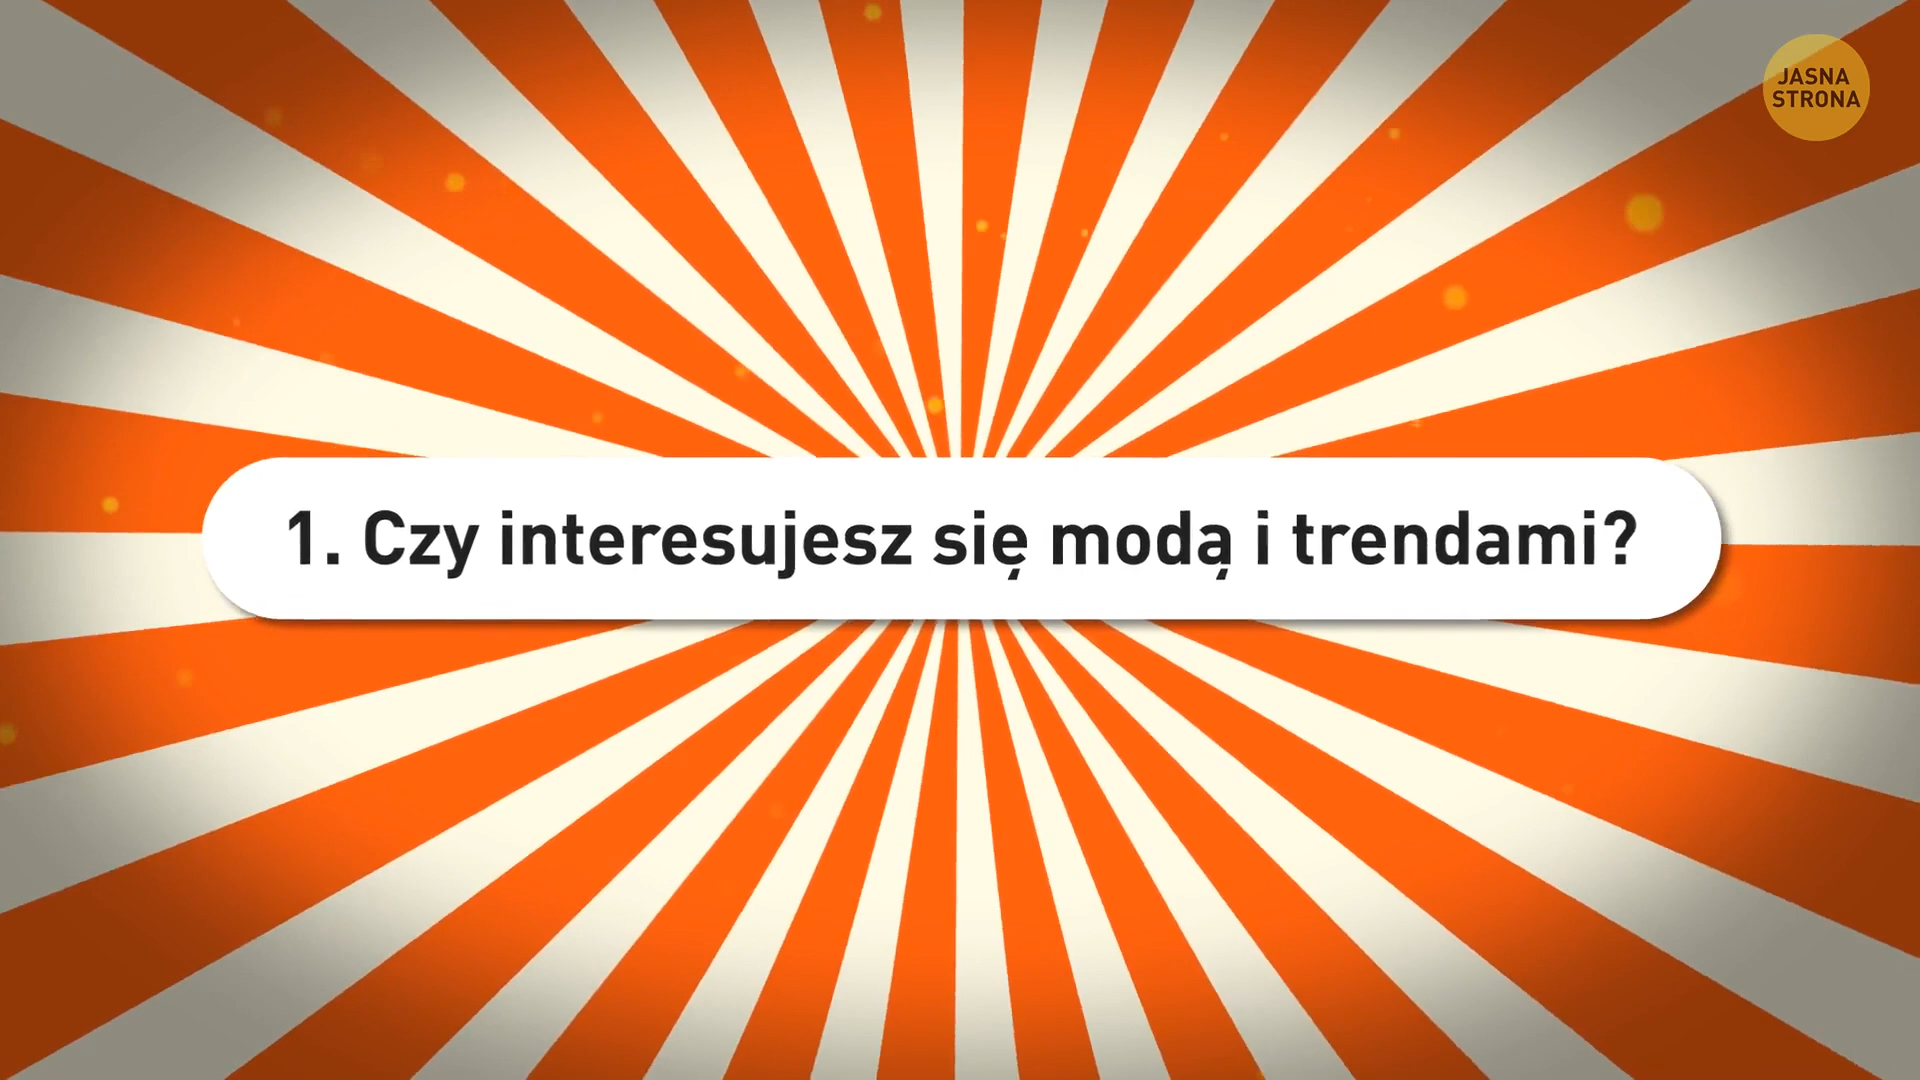 JASNA
STRONA
1. Czy interesujesz się modą i trendami?